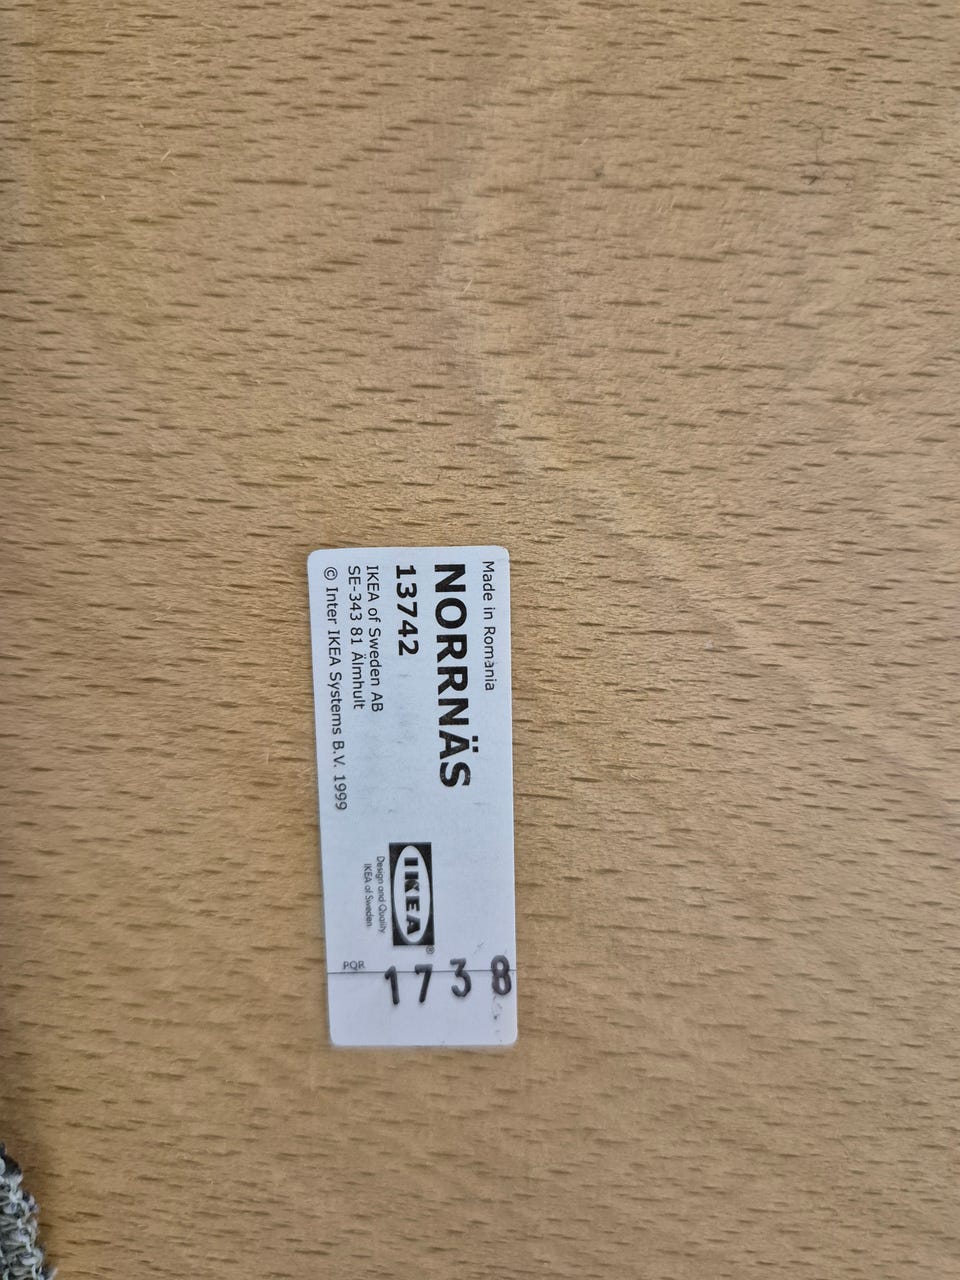 Made in Romania
NORRNÄS
13742
IKEA of Sweden AB
SE-343 81 Älmhult
© Inter IKEA Systems B.V. 1999
IKEA®
Design and Quality
IKEA of Sweden
PQR
1738